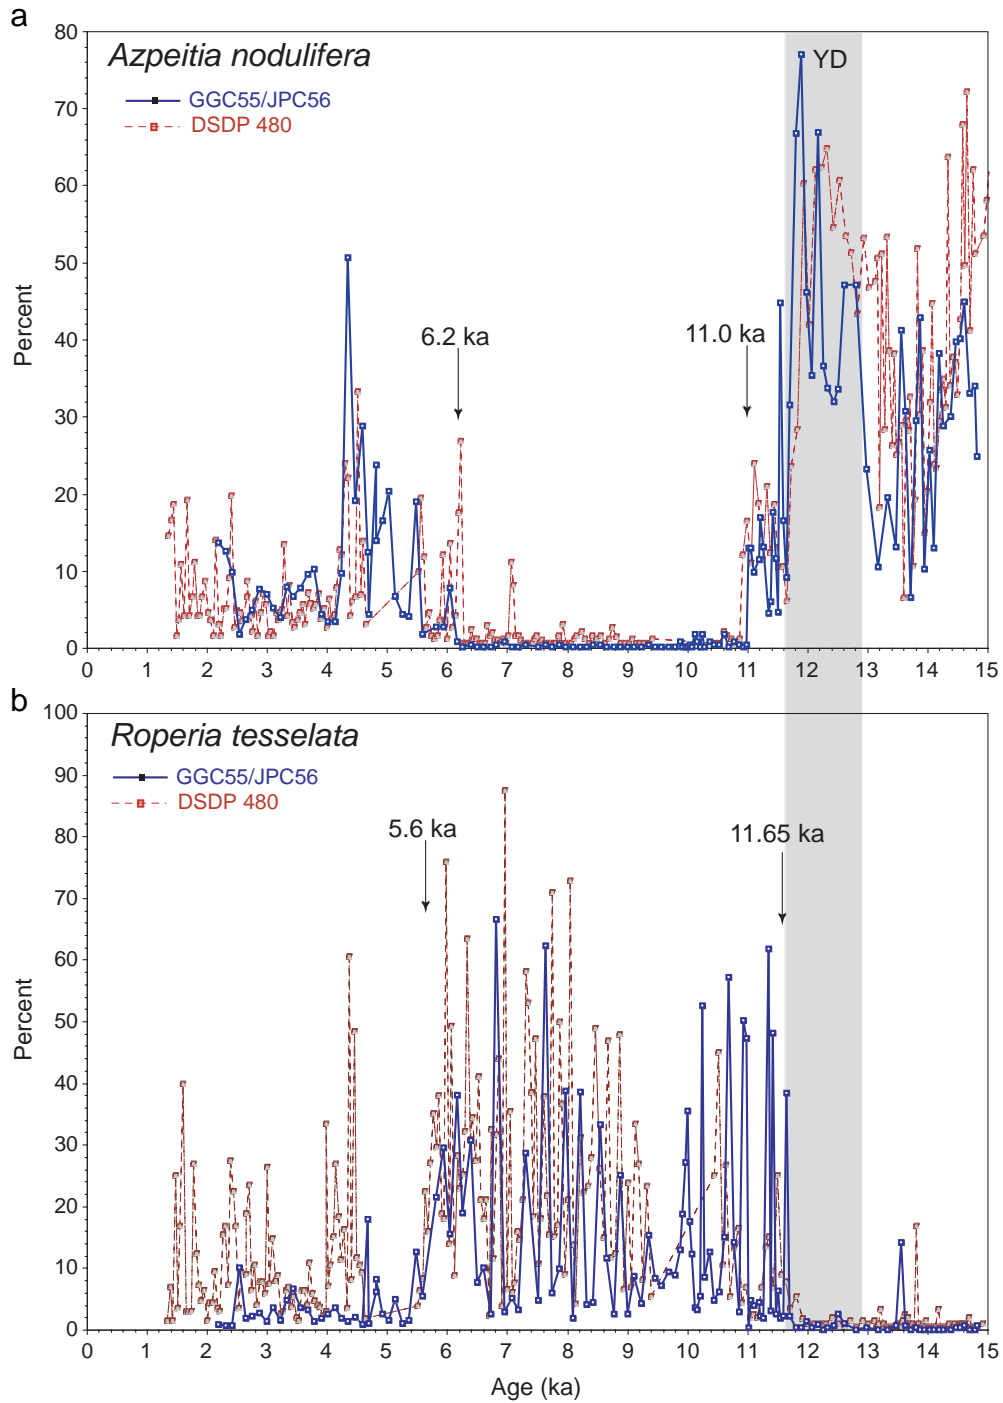 a
80
70
60
50
40
30
20
10
0
Percent
Azpeitia nodulifera
GGC55/JPC56
DSDP 480
YD
6.2 ka
11.0 ka
0 1 2 3 4 5 6 7 8 9 10 11 12 13 14 15
b
100
90
80
70
60
50
40
30
20
10
0
Percent
Roperia tesselata
GGC55/JPC56
DSDP 480
5.6 ka
11.65 ka
0 1 2 3 4 5 6 7 8 9 10 11 12 13 14 15
Age (ka)